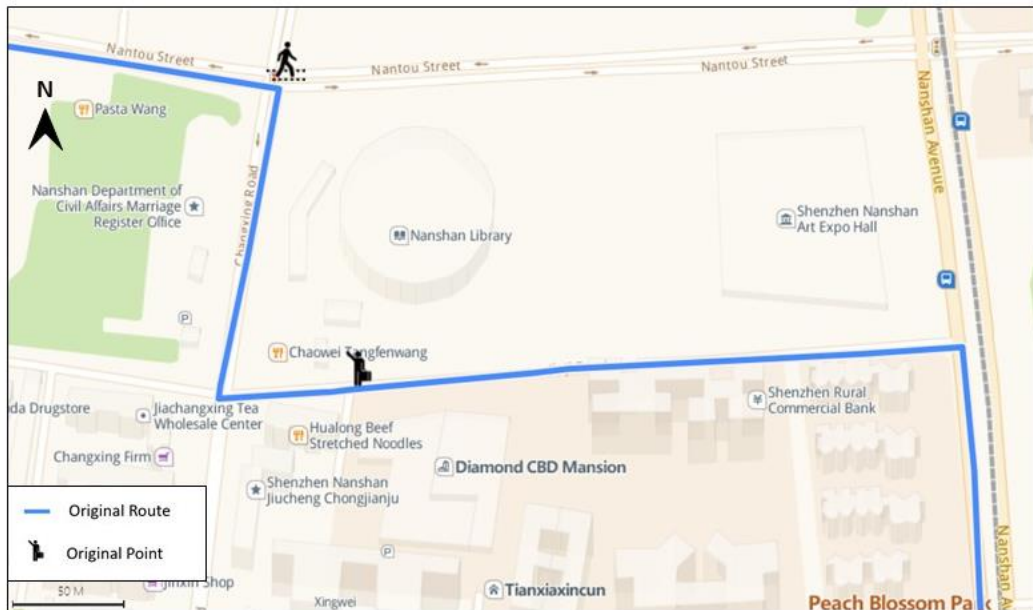 Nantou Street
Nantou Street
Nantou Street
N
Pasta Wang
Nanshan Avenue
Nanshan Department of
Civil Affairs Marriage
Register Office
Changxing Road
Nanshan Library
Shenzhen Nanshan
Art Expo Hall
P
Chaowei Tangfenwang
da Drugstore
Jiachangxing Tea
Wholesale Center
Shenzhen Rural
Commercial Bank
Hualong Beef
Stretched Noodles
Changxing Firm
Diamond CBD Mansion
Shenzhen Nanshan
Jiucheng Chongjianju
Original Route
Original Point
P
Nanshan Av
Jinxin Shop
Tianxiaxincun
50 M
Xingwei
Peach Blossom Park